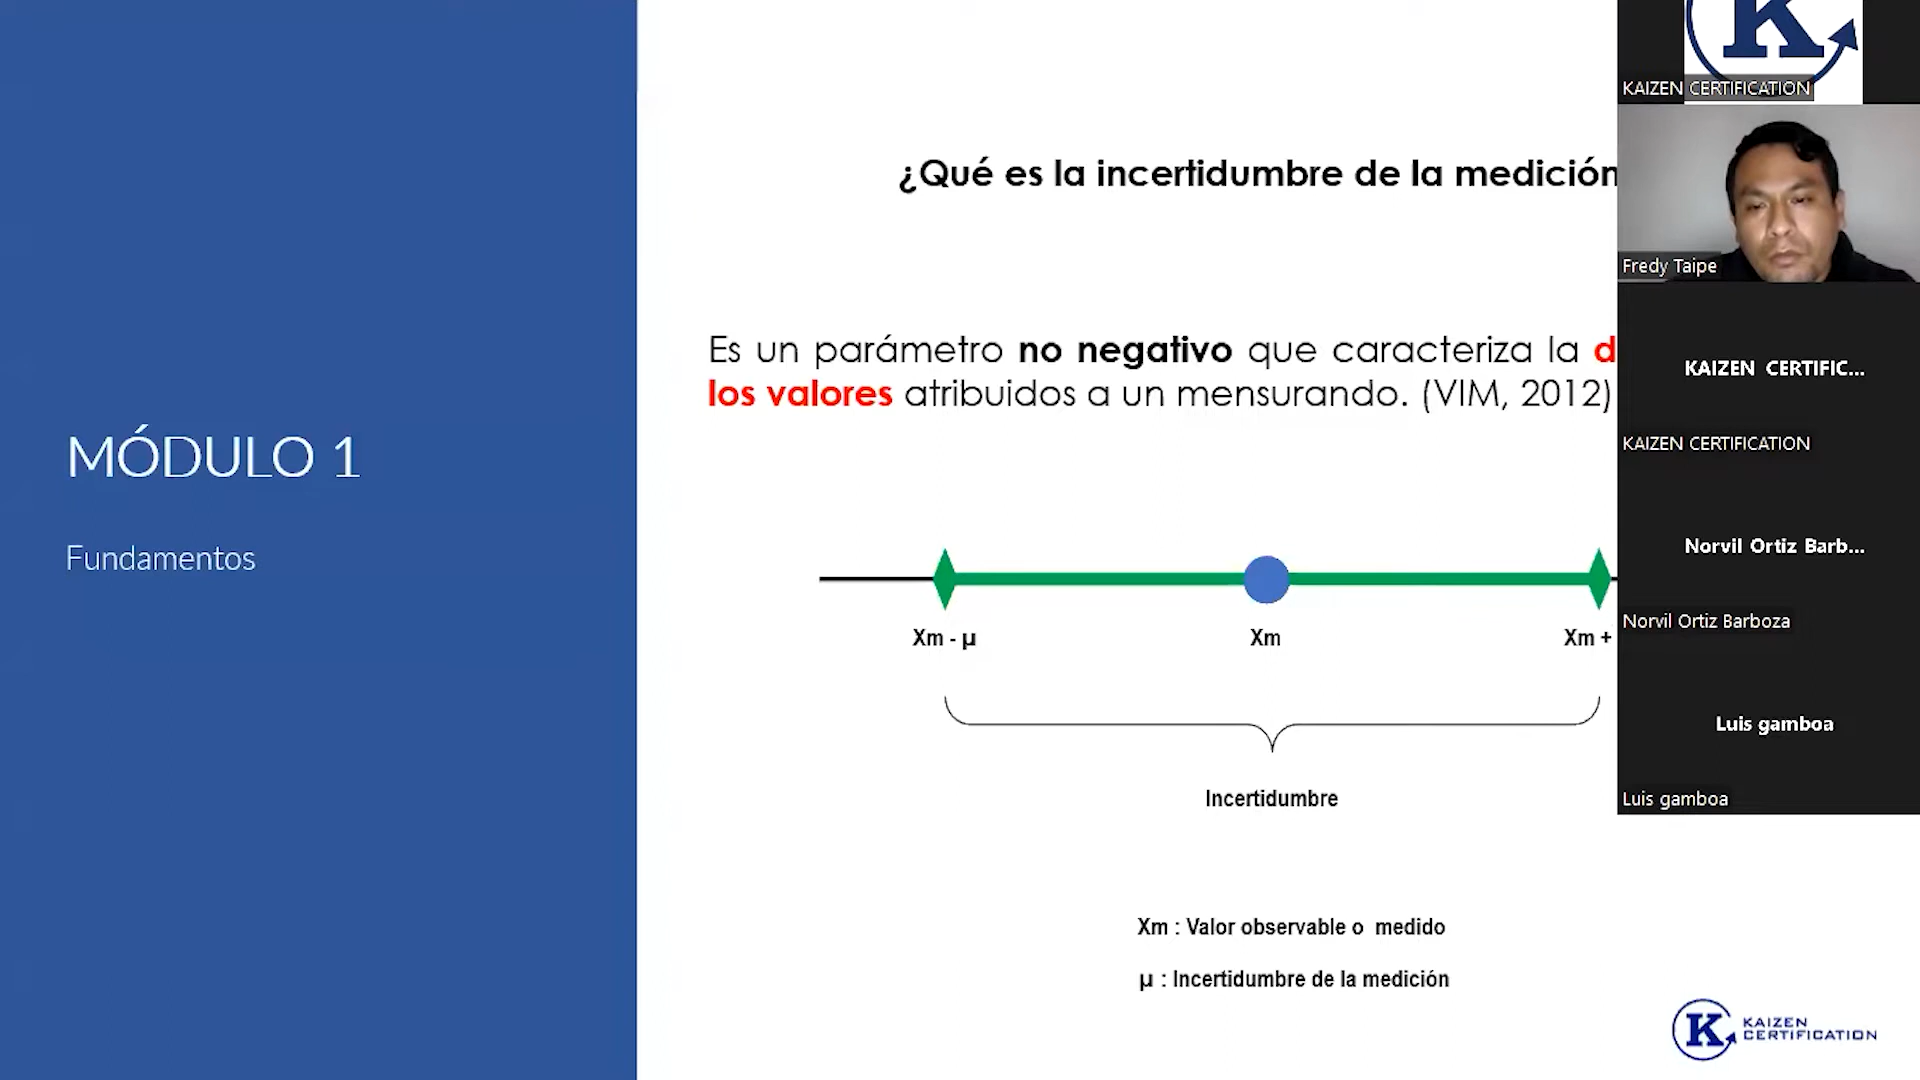 MÓDULO 1
Fundamentos
¿Qué es la incertidumbre de la medición
Es un parámetro no negativo que caracteriza la d
los valores atribuidos a un mensurando. (VIM, 2012)
Xm - µ
Xm
Xm +
Incertidumbre
Xm : Valor observable o medido
µ : Incertidumbre de la medición
K
KAIZEN
CERTIFICATION
K
KAIZEN CERTIFICATION
Fredy Taipe
KAIZEN CERTIFIC...
KAIZEN CERTIFICATION
Norvil Ortiz Barb...
Norvil Ortiz Barboza
Luis gamboa
Luis gamboa